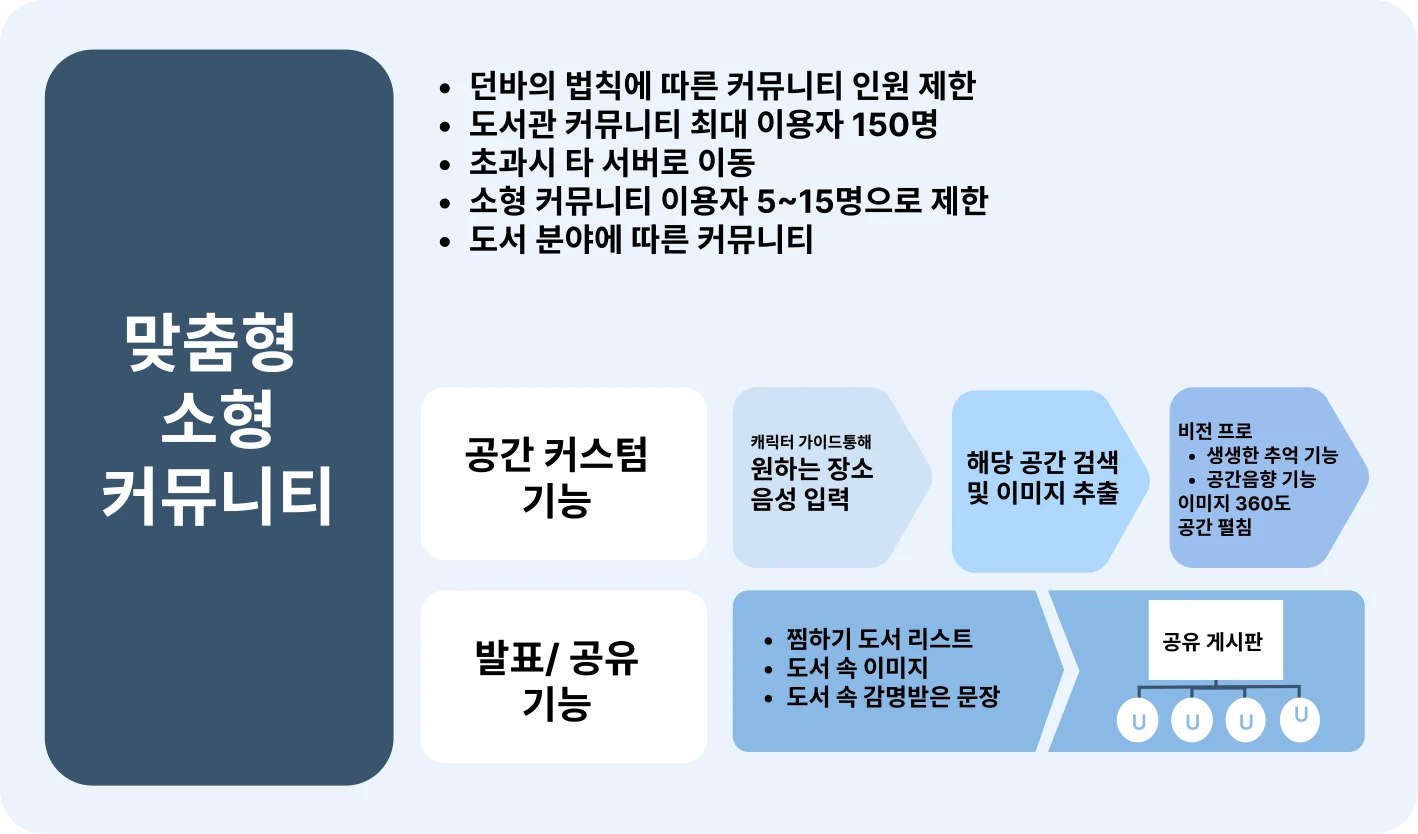 맞춤형
소형
커뮤니티
• 던바의 법칙에 따른 커뮤니티 인원 제한
• 도서관 커뮤니티 최대 이용자 150명
• 초과시 타 서버로 이동
• 소형 커뮤니티 이용자 5~15명으로 제한
• 도서 분야에 따른 커뮤니티
공간 커스텀
기능
캐릭터 가이드통해
원하는 장소
음성 입력
해당 공간 검색
및 이미지 추출
비전 프로
• 생생한 추억 기능
• 공간음향 기능
이미지 360도
공간 펼침
발표/ 공유
기능
• 찜하기 도서 리스트
• 도서 속 이미지
• 도서 속 감명받은 문장
공유 게시판
U U U U